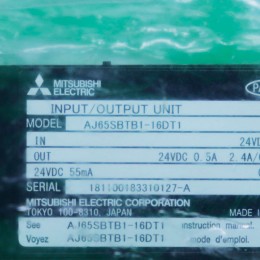 MITSUBISHI
ELECTRIC
INPUT/OUTPUT UNIT
MODEL AJ65SBTB1-16DT1
IN 24VD
OUT 24VDC 0.5A 2.4A/
24VDC 55mA
SERIAL 181100183310127-A
MITSUBISHI ELECTRIC CORPORATION
TOKYO 100-8310, JAPAN MADE I
See AJ65SBTB1-16DT1 instruction manual.
Voyez AJ65SBTB1-16DT1 mode d'emploi.